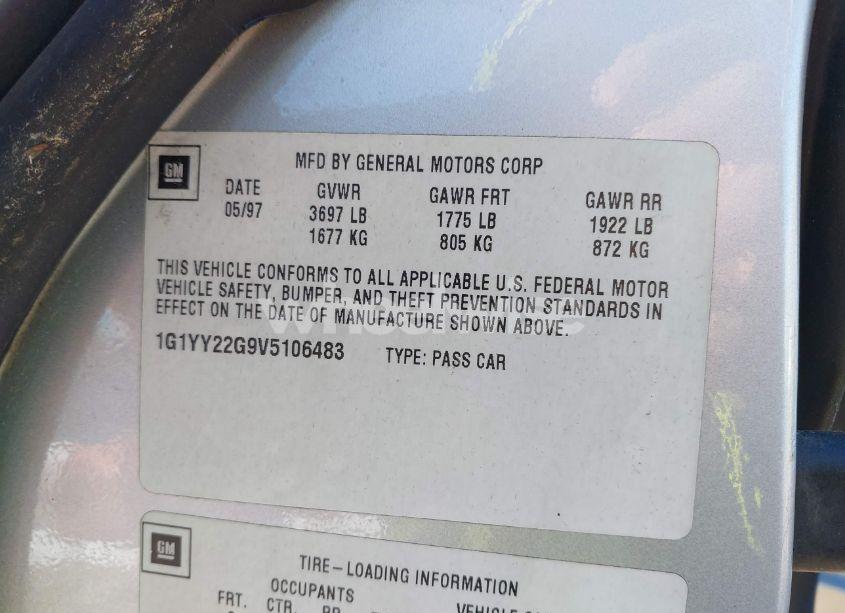 GM
MFD BY GENERAL MOTORS CORP
DATE GVWR GAWR FRT GAWR RR
05/97 3697 LB 1775 LB 1922 LB
1677 KG 805 KG 872 KG
THIS VEHICLE CONFORMS TO ALL APPLICABLE U.S. FEDERAL MOTOR
VEHICLE SAFETY, BUMPER, AND THEFT PREVENTION STANDARDS IN
EFFECT ON THE DATE OF MANUFACTURE SHOWN ABOVE.
1G1YY22G9V5106483 TYPE: PASS CAR
GM
TIRE-LOADING INFORMATION
OCCUPANTS
FRT. CTR. RR